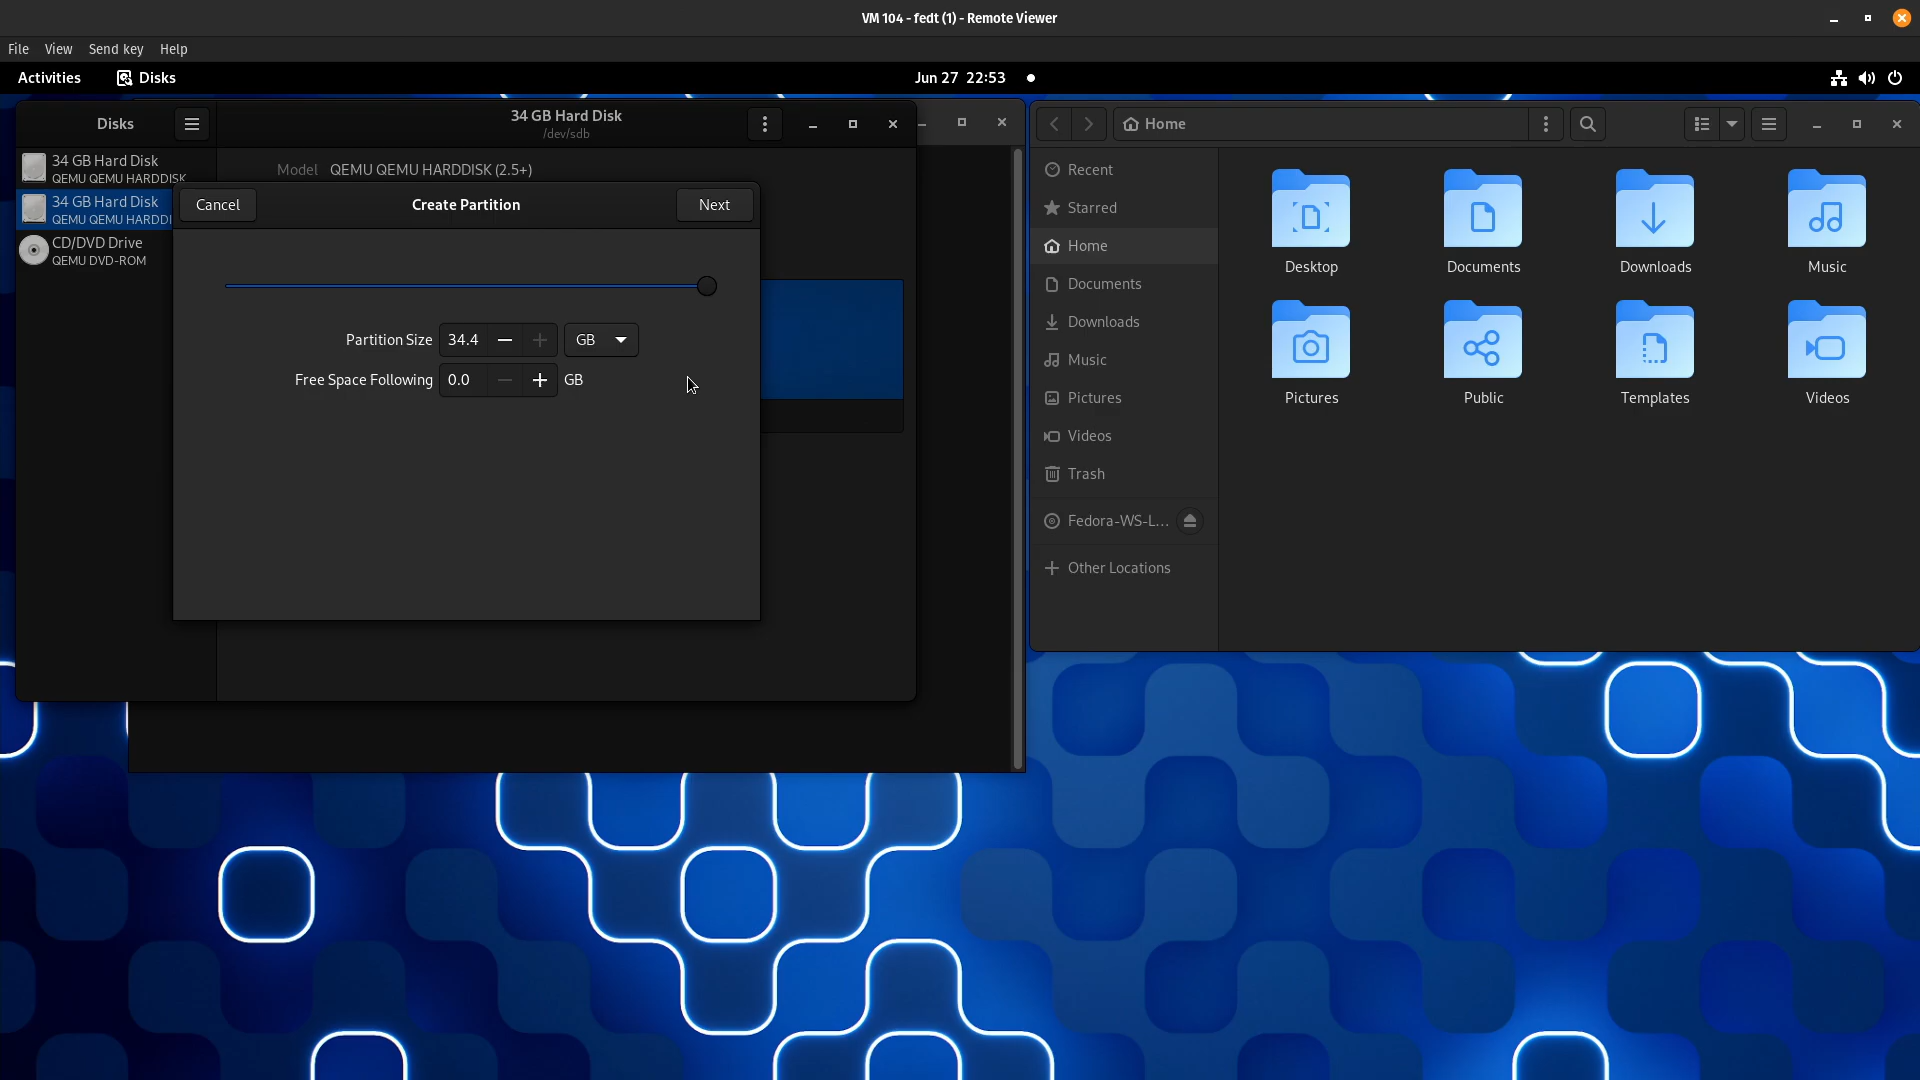 VM 104 - fedt (1) - Remote Viewer
File View Send key Help
Activities Disks Jun 27 22:53
Disks
34 GB Hard Disk
/dev/sdb
34 GB Hard Disk
QEMU QEMU HARDDISK
34 GB Hard Disk
QEMU QEMU HARDDI
CD/DVD Drive
QEMU DVD-ROM
Model QEMU QEMU HARDDISK (2.5+)
Cancel Create Partition Next
Partition Size 34.4 GB
Free Space Following 0.0 GB
Home
Recent
Starred
Home
Documents
Downloads
Music
Pictures
Videos
Trash
Fedora-WS-L...
Other Locations
Desktop Documents Downloads Music
Pictures Public Templates Videos